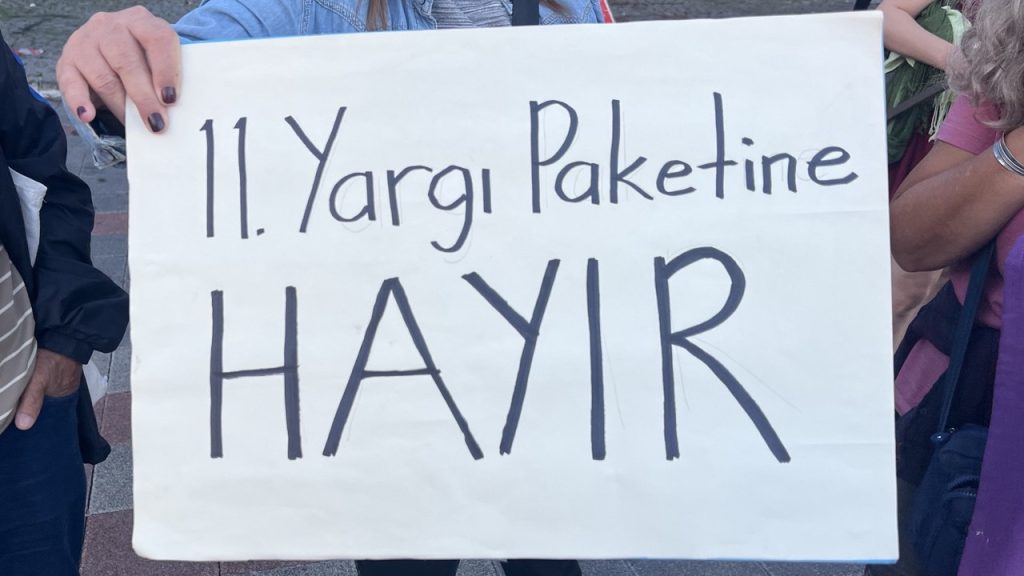 11. Yargı Paketine
HAYIR